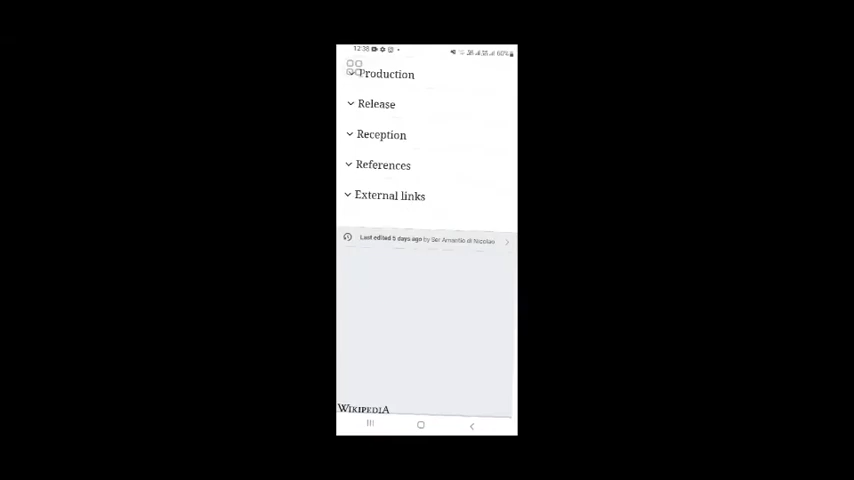 12:38
60%
Production
Release
Reception
References
External links
Last edited 5 days ago by Ser Amantio di Nicolao
WIKIPEDIA